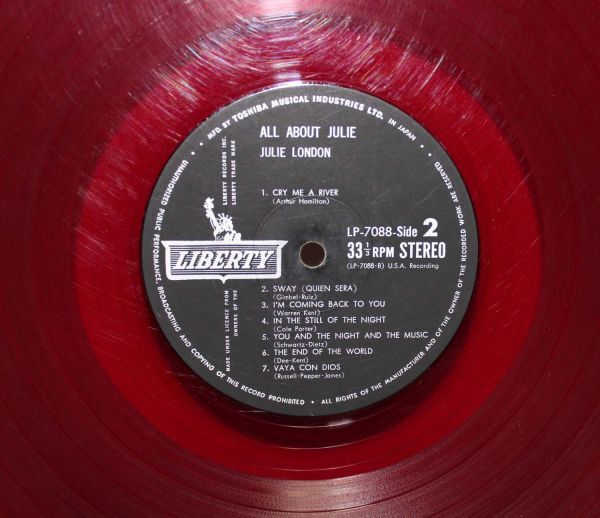 MFD. BY TOSHIBA MUSICAL INDUSTRIES LTD. IN JAPAN.
ALL ABOUT JULIE
JULIE LONDON
1. CRY ME A RIVER
(Arthur Hamilton)
LIBERTY RECORDS INC.
LIBERTY TRADE MARK
LIBERTY
LP-7088-Side 2
33 1/3 RPM STEREO
(LP-7088-B) U.S.A. Recording
MADE UNDER LICENCE FROM
OWNERS OF THE
2. SWAY (QUIEN SERA)
(Gimbel-Ruiz)
3. I'M COMING BACK TO YOU
(Warren Kent)
4. IN THE STILL OF THE NIGHT
(Cole Porter)
5. YOU AND THE NIGHT AND THE MUSIC
(Schwartz-Dietz)
6. THE END OF THE WORLD
(Dee-Kent)
7. VAYA CON DIOS
(Russell-Pepper-James)
UNAUTHORIZED PUBLIC PERFORMANCE, BROADCASTING AND COPYING OF THIS RECORD PROHIBITED • ALL RIGHTS OF THE MANUFACTURER AND OF THE OWNER OF THE RECORDED WORK ARE RESERVED.